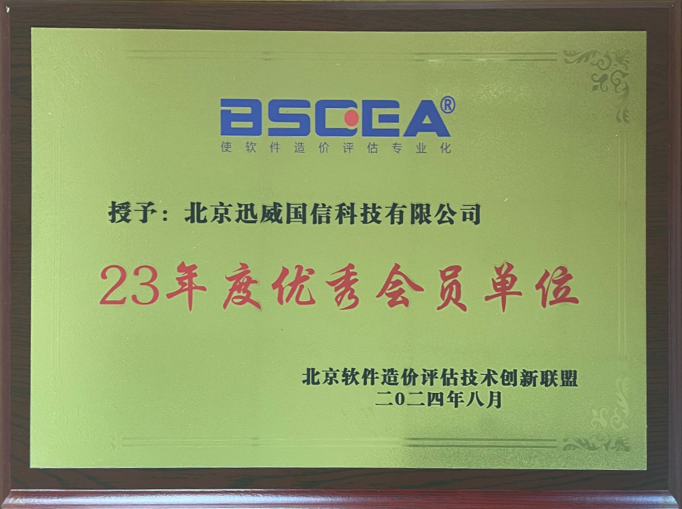 BSCEA®
使软件造价评估专业化
授予：北京迅威国信科技有限公司
23年度优秀会员单位
北京软件造价评估技术创新联盟
二〇二四年八月